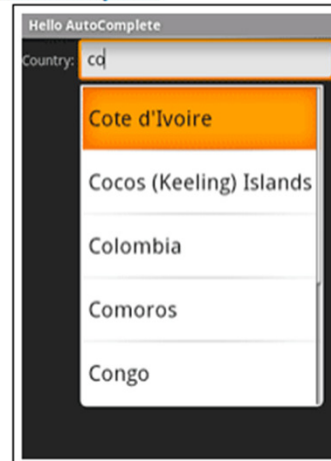 Hello AutoComplete
Country: co
Cote d'Ivoire
Cocos (Keeling) Islands
Colombia
Comoros
Congo